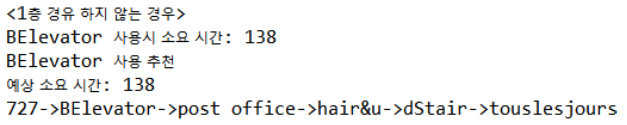 <1층 경유 하지 않는 경우>
BElevator 사용시 소요 시간: 138
BElevator 사용 추천
예상 소요 시간: 138
727->BElevator->post office->hair&u->dStair->touslesjours